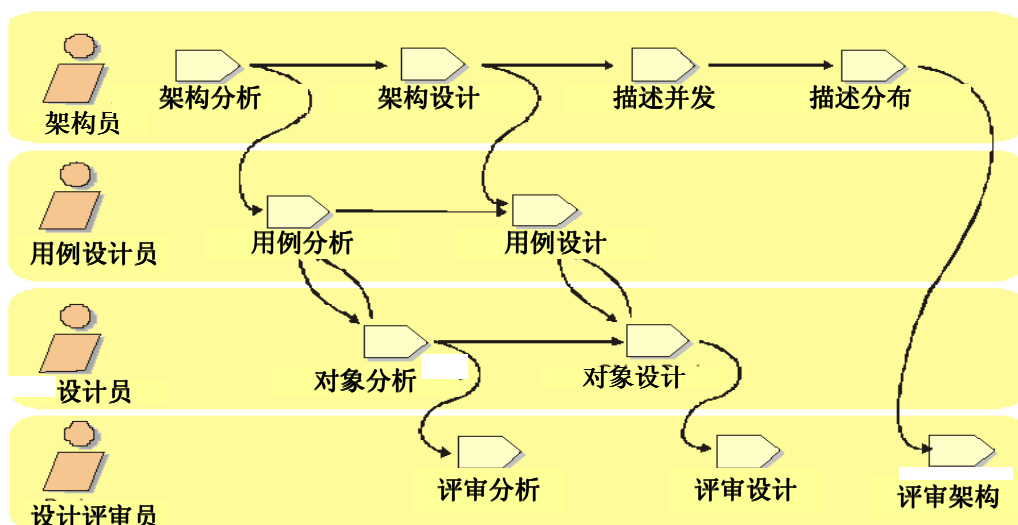 架构分析
架构设计
描述并发
描述分布
架构员
用例分析
用例设计
用例设计员
对象分析
对象设计
设计员
评审分析
评审设计
评审架构
设计评审员